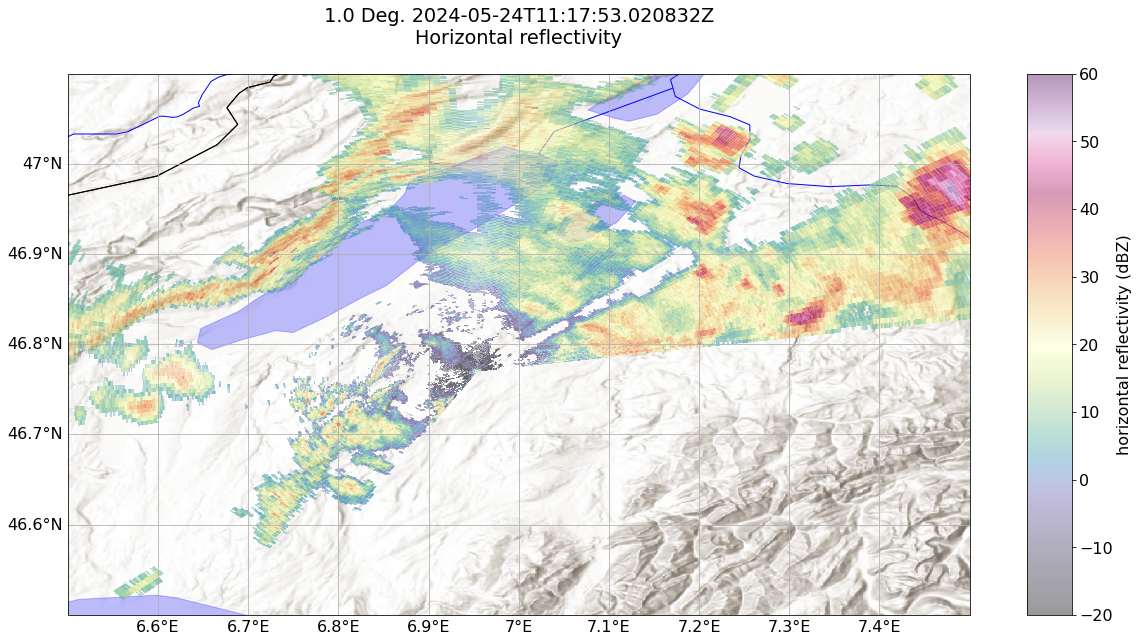 1.0 Deg. 2024-05-24T11:17:53.020832Z
Horizontal reflectivity
47°N
46.9°N
46.8°N
46.7°N
46.6°N
6.6°E 6.7°E 6.8°E 6.9°E 7°E 7.1°E 7.2°E 7.3°E 7.4°E
60
50
40
30
20
10
0
−10
−20
horizontal reflectivity (dBZ)